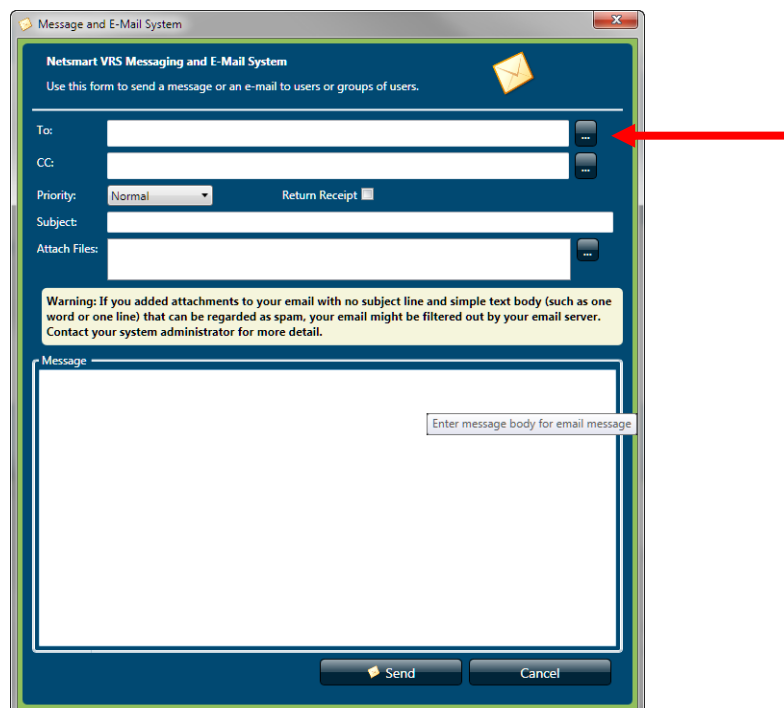 Message and E-Mail System
Netsmart VRS Messaging and E-Mail System
Use this form to send a message or an e-mail to users or groups of users.
To:
...
CC:
...
Priority: Normal Return Receipt
Subject:
Attach Files:
...
Warning: If you added attachments to your email with no subject line and simple text body (such as one
word or one line) that can be regarded as spam, your email might be filtered out by your email server.
Contact your system administrator for more detail.
Message
Enter message body for email message
Send Cancel